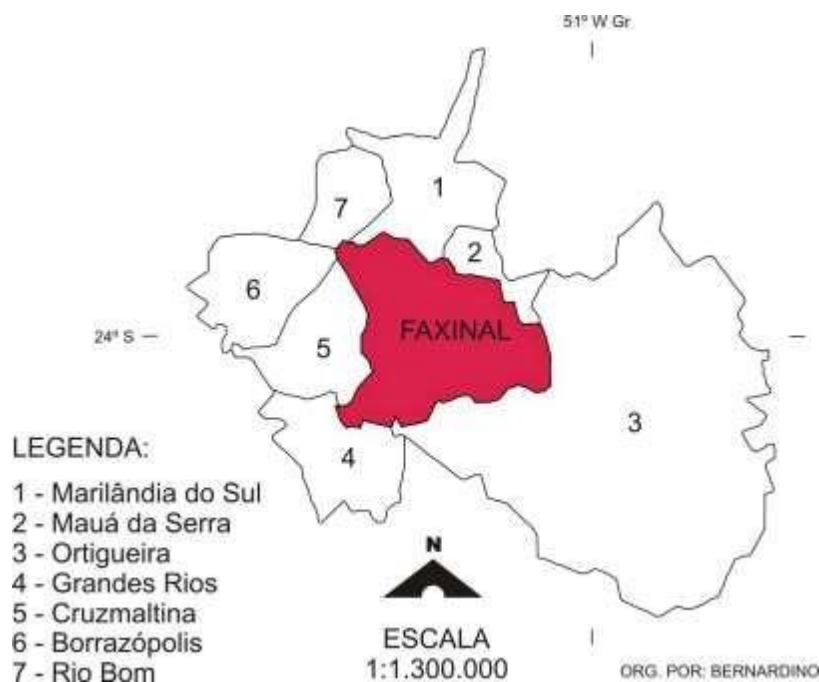 51º W Gr
1
7
2
6
FAXINAL
24º S
5
3
4
LEGENDA:
1 - Marilândia do Sul
2 - Mauá da Serra
3 - Ortigueira
4 - Grandes Rios
5 - Cruzmaltina
6 - Borrazópolis
7 - Rio Bom
N
ESCALA
1:1.300.000
ORG. POR: BERNARDINO